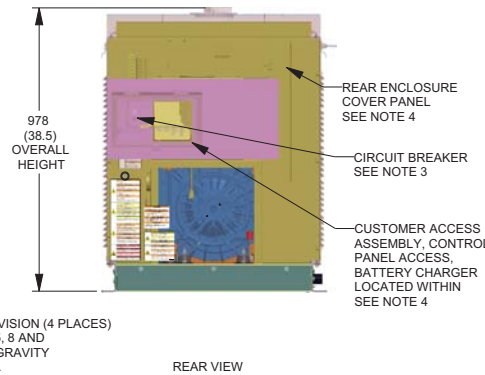 978
(38.5)
OVERALL
HEIGHT
REAR ENCLOSURE
COVER PANEL
SEE NOTE 4
CIRCUIT BREAKER
SEE NOTE 3
CUSTOMER ACCESS
ASSEMBLY, CONTROL
PANEL ACCESS,
BATTERY CHARGER
LOCATED WITHIN
SEE NOTE 4
VISION (4 PLACES)
, 8 AND
GRAVITY
REAR VIEW